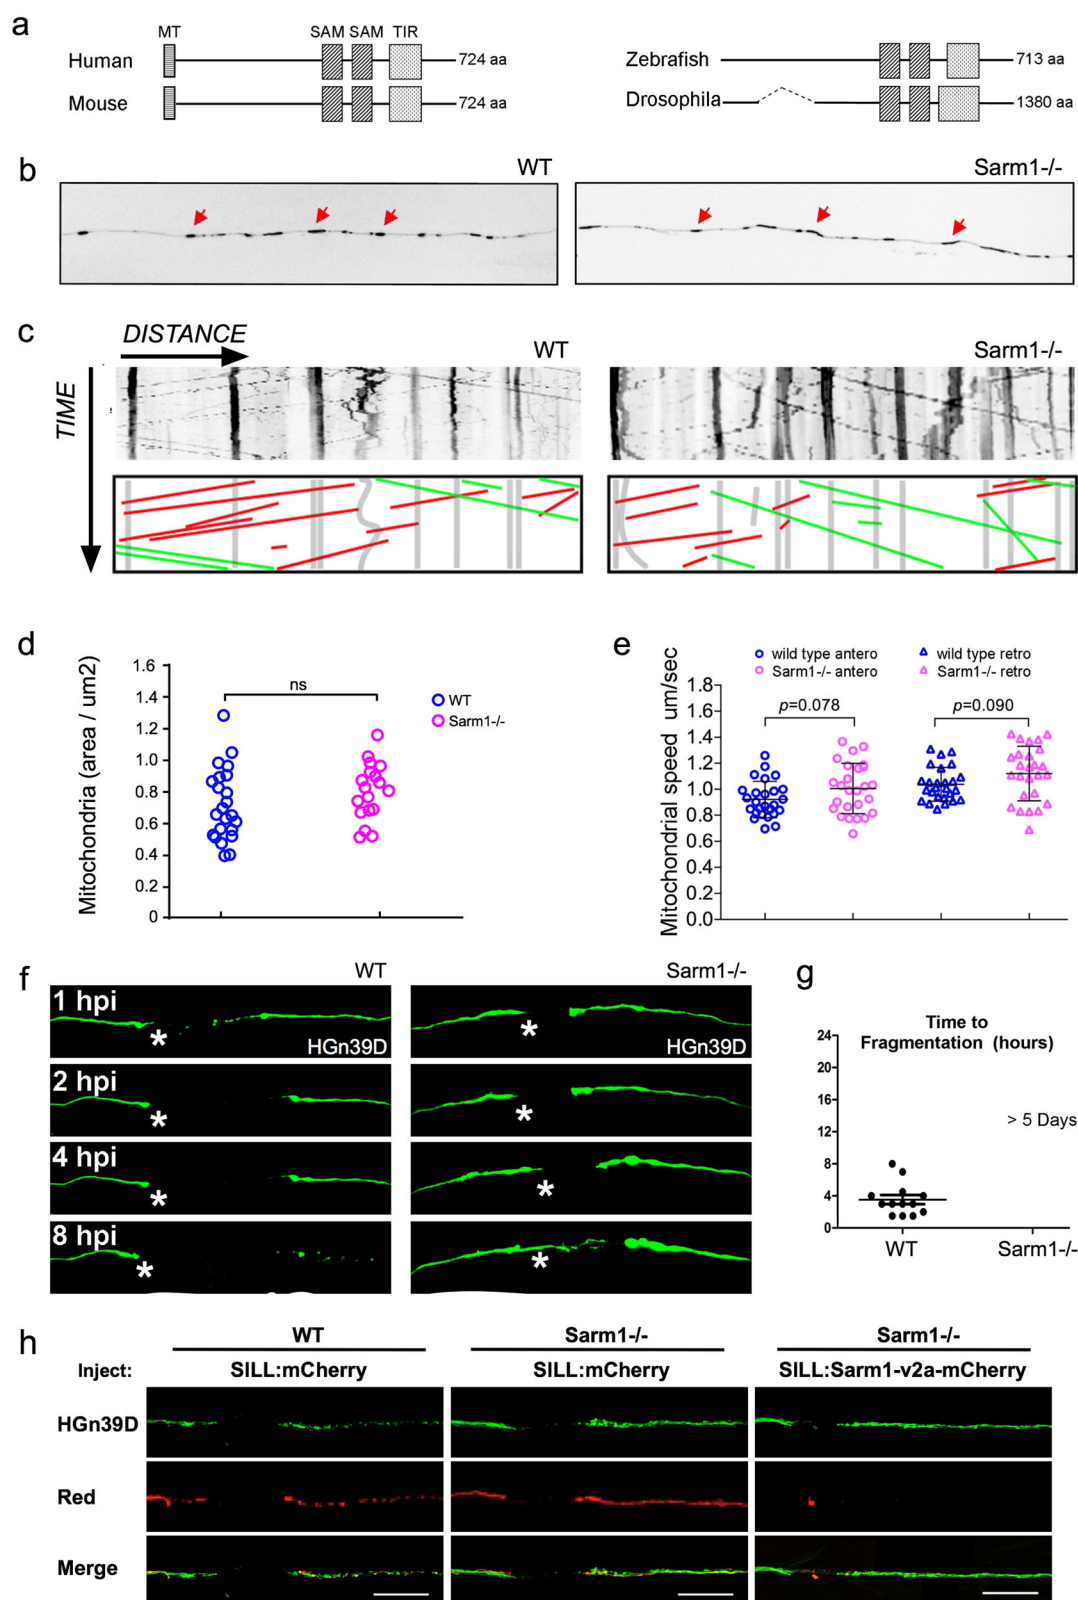 a
MT SAM SAM TIR
Human 724 aa
Mouse 724 aa
Zebrafish 713 aa
Drosophila 1380 aa
b
WT
Sarm1-/-
c
DISTANCE
TIME
WT
Sarm1-/-
d
Mitochondria (area / um2)
1.6
1.4
1.2
1.0
0.8
0.6
0.4
0.2
0
ns
WT
Sarm1-/-
e
wild type antero
Sarm1-/- antero
wild type retro
Sarm1-/- retro
Mitochondrial speed um/sec
1.8
1.6
1.4
1.2
1.0
0.8
0.6
0.4
0.2
0.0
p=0.078
p=0.090
f
WT
Sarm1-/-
1 hpi
*
HGn39D
*
HGn39D
2 hpi
*
*
4 hpi
*
*
8 hpi
*
*
g
Time to
Fragmentation (hours)
24
20
16
12
8
4
0
> 5 Days
WT
Sarm1-/-
h
WT
Sarm1-/-
Sarm1-/-
Inject: SILL:mCherry SILL:mCherry SILL:Sarm1-v2a-mCherry
HGn39D
Red
Merge